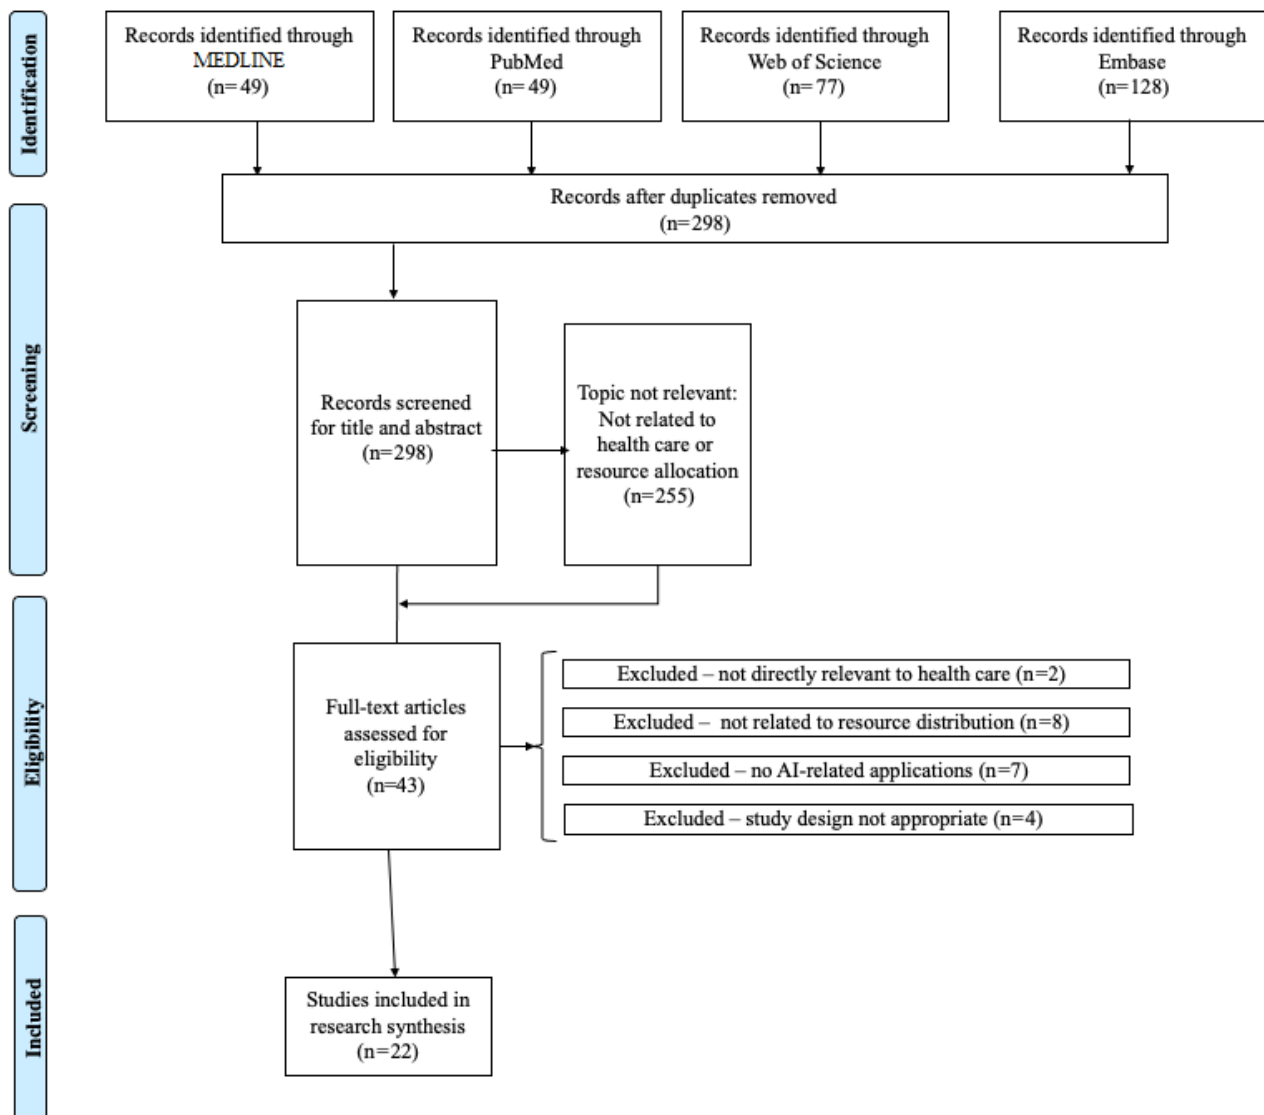 Identification
Records identified through
MEDLINE
(n=49)
Records identified through
PubMed
(n=49)
Records identified through
Web of Science
(n=77)
Records identified through
Embase
(n=128)
Records after duplicates removed
(n=298)
Screening
Records screened
for title and abstract
(n=298)
Topic not relevant:
Not related to
health care or
resource allocation
(n=255)
Eligibility
Full-text articles
assessed for
eligibility
(n=43)
Excluded – not directly relevant to health care (n=2)
Excluded – not related to resource distribution (n=8)
Excluded – no AI-related applications (n=7)
Excluded – study design not appropriate (n=4)
Included
Studies included in
research synthesis
(n=22)